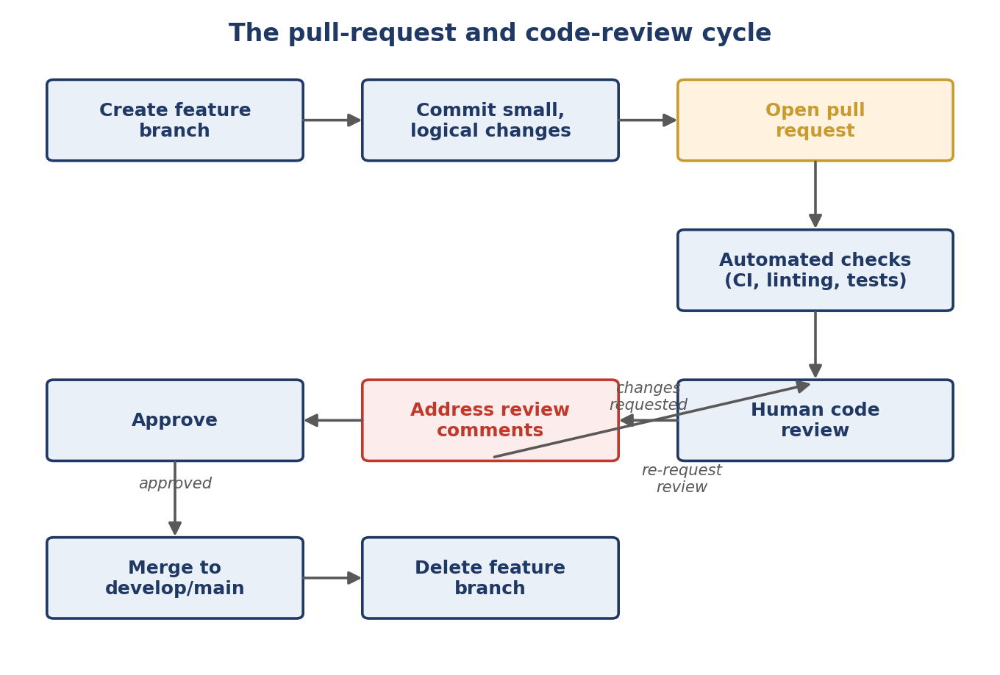 The pull-request and code-review cycle
Create feature
branch
Commit small,
logical changes
Open pull
request
Automated checks
(CI, linting, tests)
Approve
Address review
comments
changes
requested
Human code
review
approved
re-request
review
Merge to
develop/main
Delete feature
branch